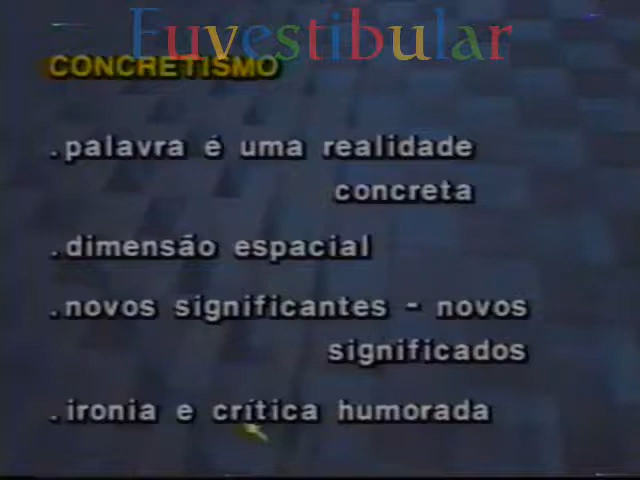 Euvestibular
CONCRETISMO
.palavra é uma realidade
concreta
.dimensão espacial
.novos significantes - novos
significados
.ironia e crítica humorada